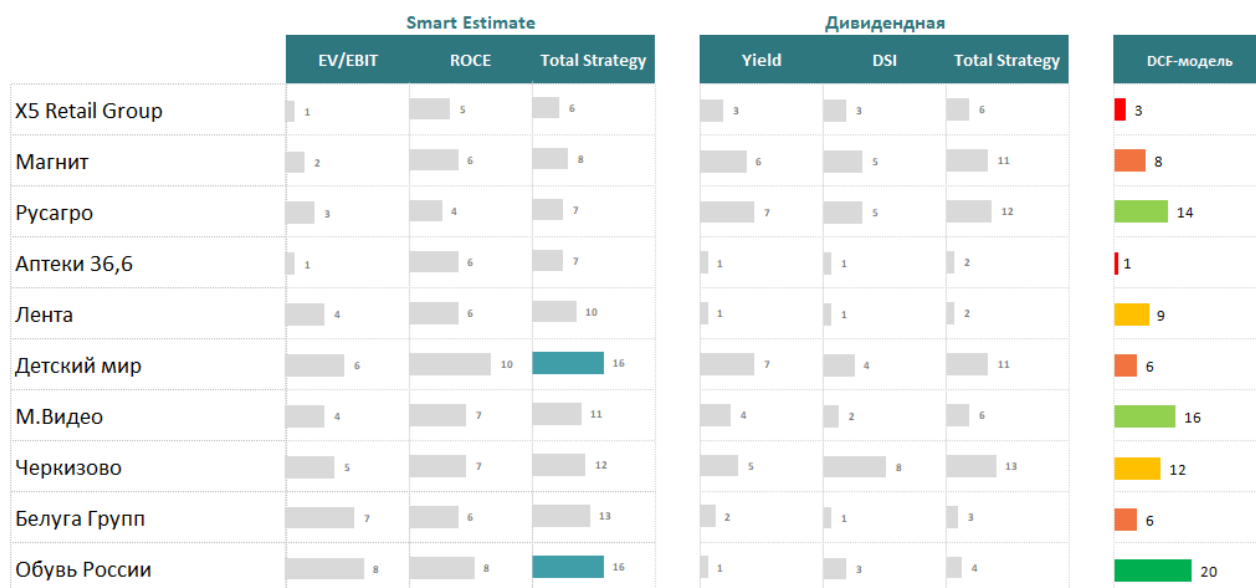 Smart Estimate Дивидендная
EV/EBIT ROCE Total Strategy Yield DSI Total Strategy DCF-модель
X5 Retail Group 1 5 6 3 3 6 3
Магнит 2 6 8 6 5 11 8
Русагро 3 4 7 7 5 12 14
Аптеки 36,6 1 6 7 1 1 2 1
Лента 4 6 10 1 1 2 9
Детский мир 6 10 16 7 4 11 6
М.Видео 4 7 11 4 2 6 16
Черкизово 5 7 12 5 8 13 12
Белуга Групп 7 6 13 2 1 3 6
Обувь России 8 8 16 1 3 4 20